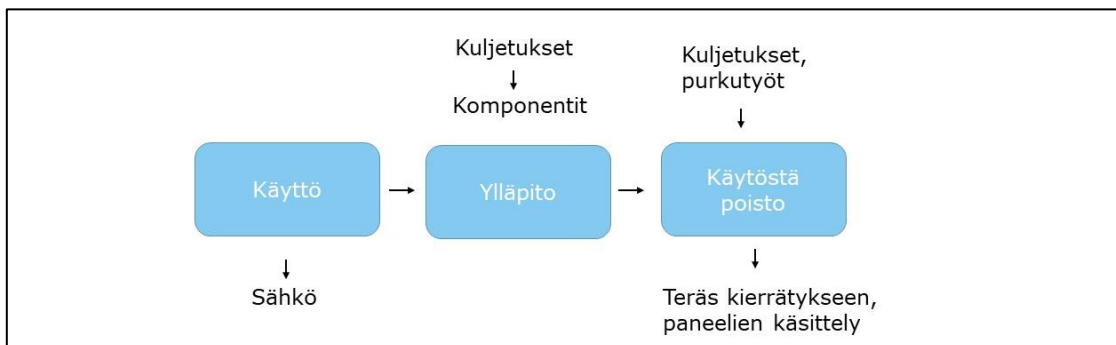 Kuljetukset
Komponentit
Kuljetukset,
purkutyöt
Käyttö
Ylläpito
Käytöstä
poisto
Sähkö
Teräs kierrätykseen,
paneelien käsittely